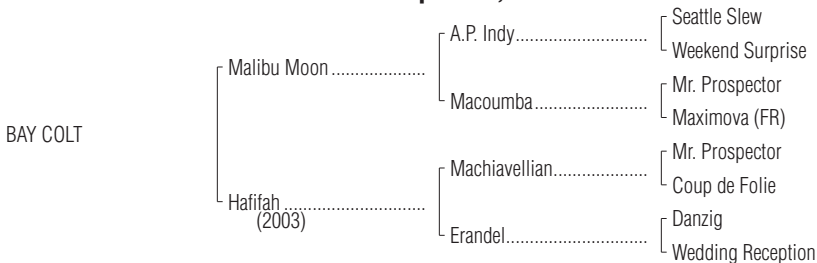 Seattle Slew
A.P. Indy..............................
Weekend Surprise
Malibu Moon .....................
Mr. Prospector
Macoumba..........................
Maximova (FR)
BAY COLT
Mr. Prospector
Machiavellian.....................
Coup de Folie
Hafifah ................................
(2003)
Danzig
Erandel................................
Wedding Reception